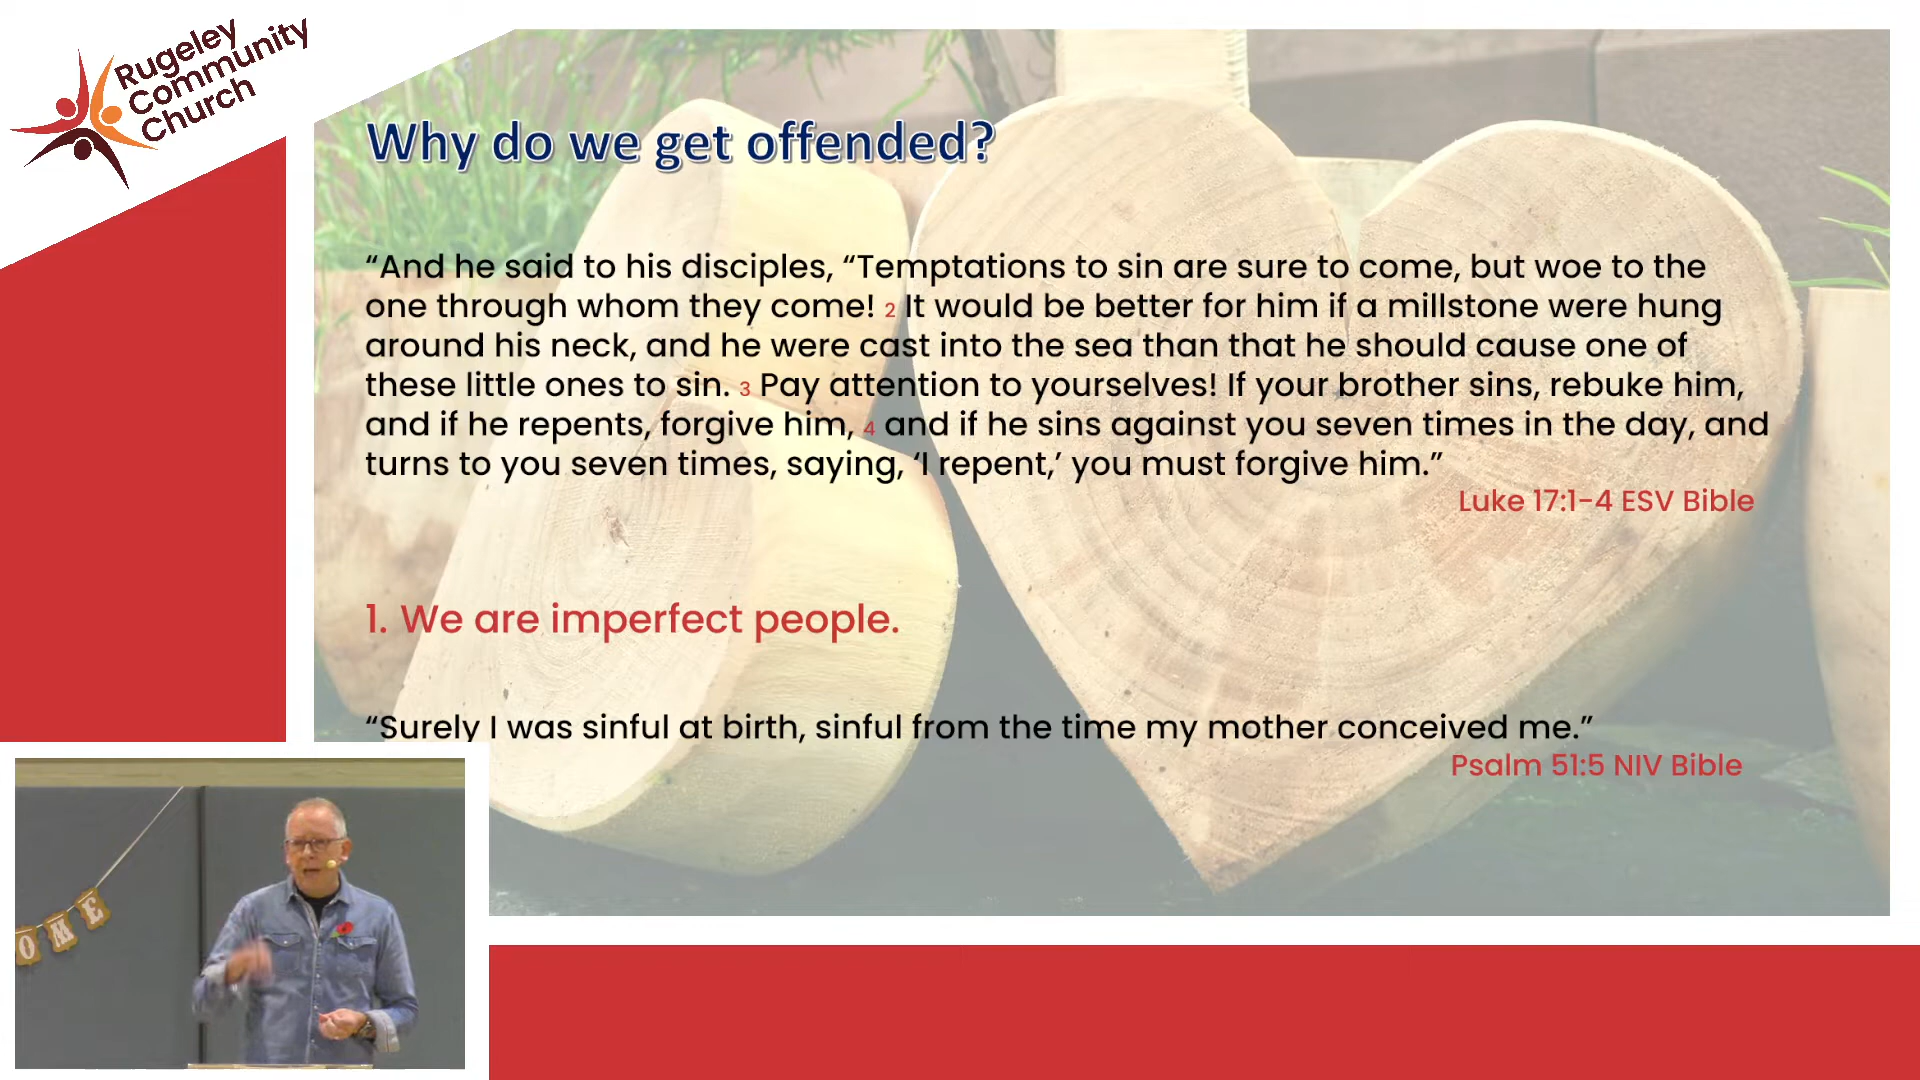 Rugeley
Community
Church
Why do we get offended?
“And he said to his disciples, “Temptations to sin are sure to come, but woe to the
one through whom they come! 2 It would be better for him if a millstone were hung
around his neck, and he were cast into the sea than that he should cause one of
these little ones to sin. 3 Pay attention to yourselves! If your brother sins, rebuke him,
and if he repents, forgive him, 4 and if he sins against you seven times in the day, and
turns to you seven times, saying, ‘I repent,’ you must forgive him.”
Luke 17:1-4 ESV Bible
1. We are imperfect people.
“Surely I was sinful at birth, sinful from the time my mother conceived me.”
Psalm 51:5 NIV Bible
OME